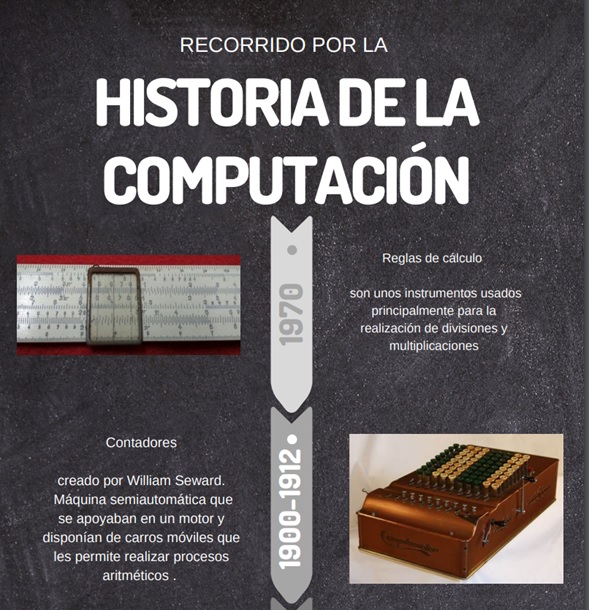 RECORRIDO POR LA
HISTORIA DE LA
COMPUTACIÓN
1970
Reglas de cálculo
son unos instrumentos usados
principalmente para la
realización de divisiones y
multiplicaciones
1900-1912
Contadores
creado por William Seward.
Máquina semiautomática que
se apoyaban en un motor y
disponían de carros móviles que
les permite realizar procesos
aritméticos .